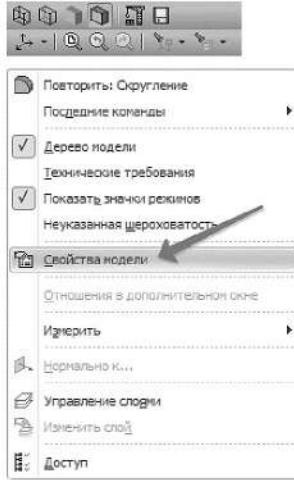 Повторить: Скругление
Последние команды
Дерево модели
Технические требования
Показать значки режимов
Неуказанная шероховатость
Свойства модели
Отношения в дополнительном окне
Измерить
Нормально к...
Управление слоями
Изменить слой
Доступ